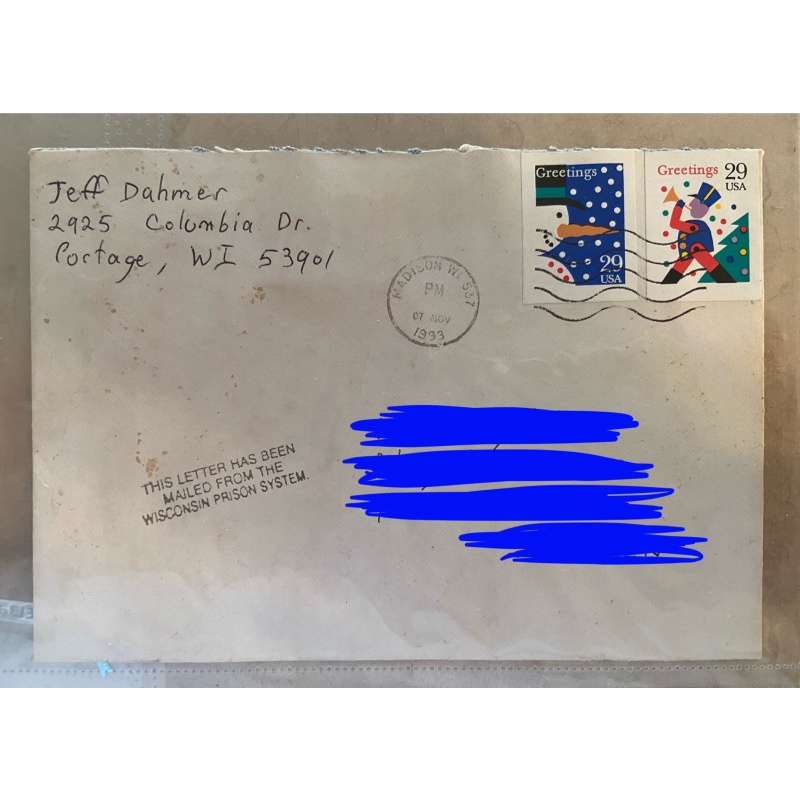 Jeff Dahmer
2925 Columbia Dr.
Portage, WI 53901
Greetings
29
USA
Greetings 29
USA
MADISON WI 537
PM
07 NOV
1993
THIS LETTER HAS BEEN
MAILED FROM THE
WISCONSIN PRISON SYSTEM.